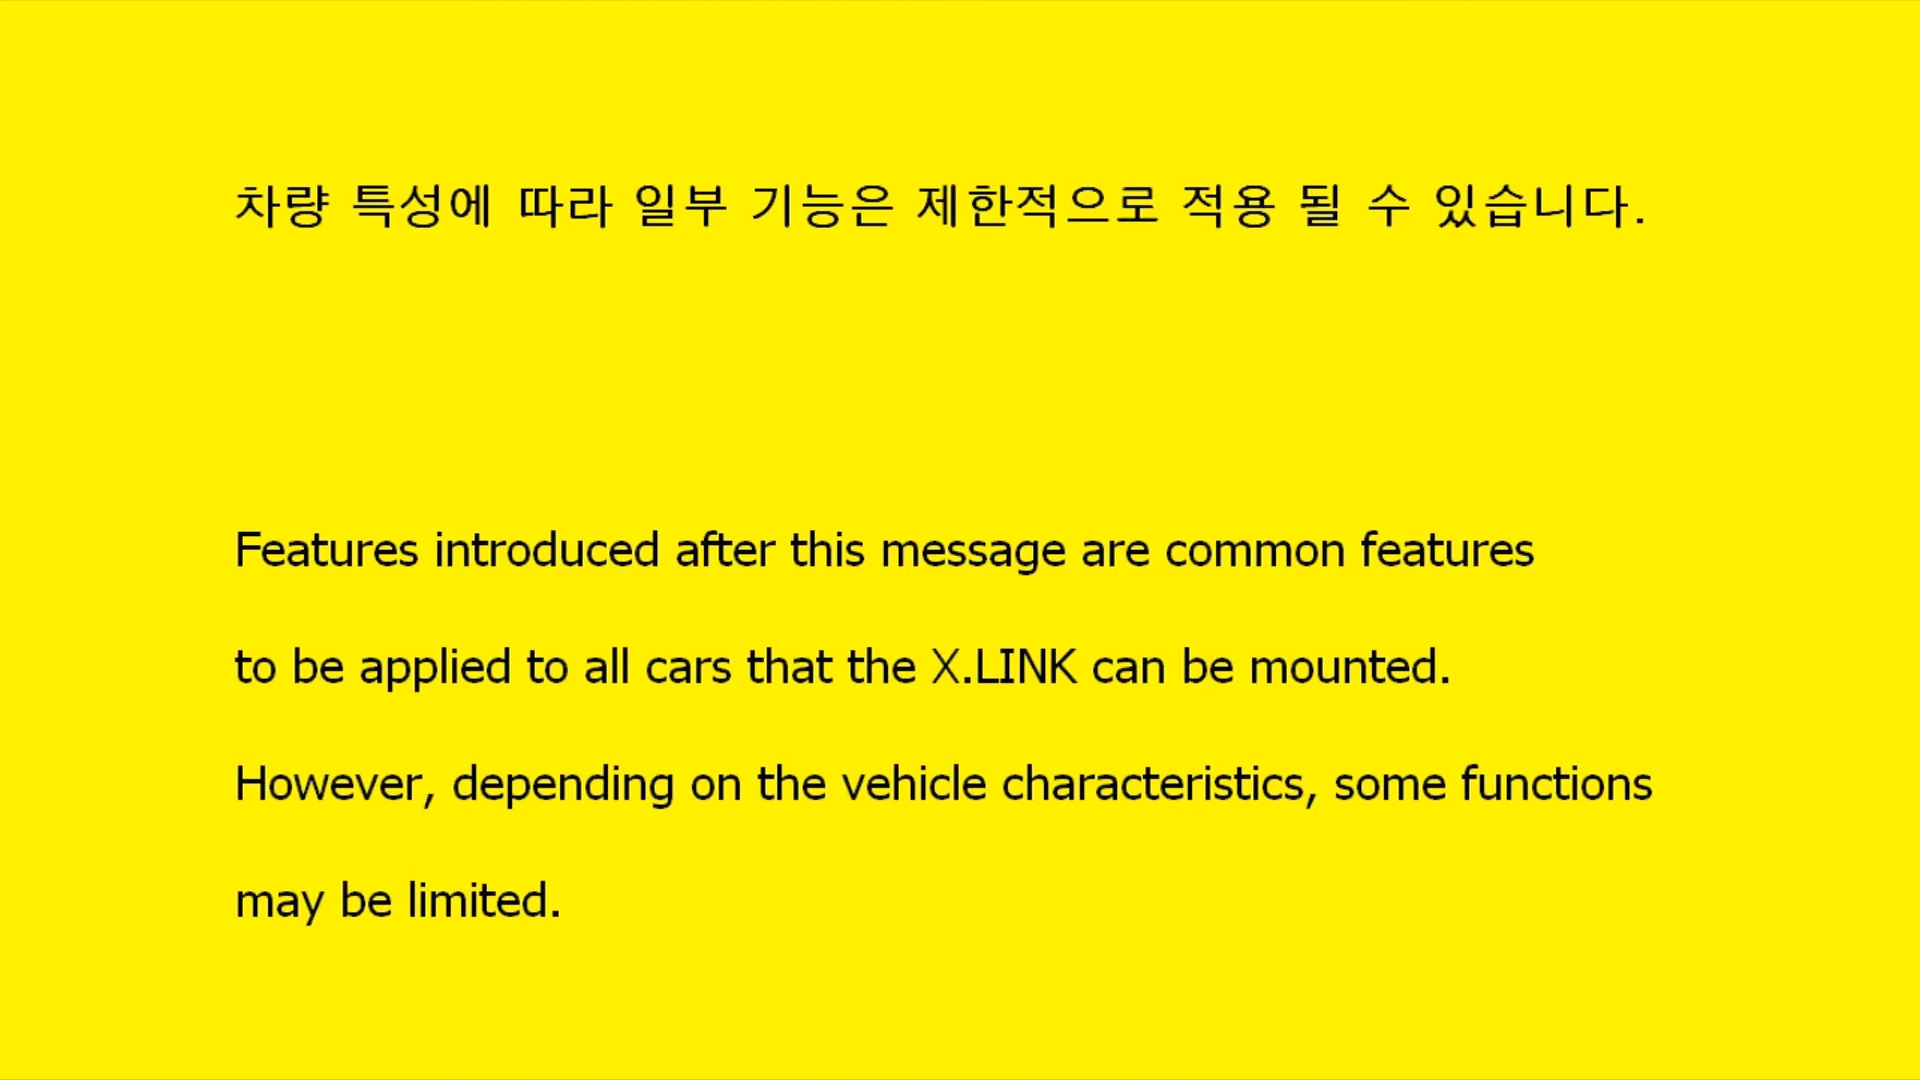 차량 특성에 따라 일부 기능은 제한적으로 적용 될 수 있습니다.
Features introduced after this message are common features
to be applied to all cars that the X.LINK can be mounted.
However, depending on the vehicle characteristics, some functions
may be limited.